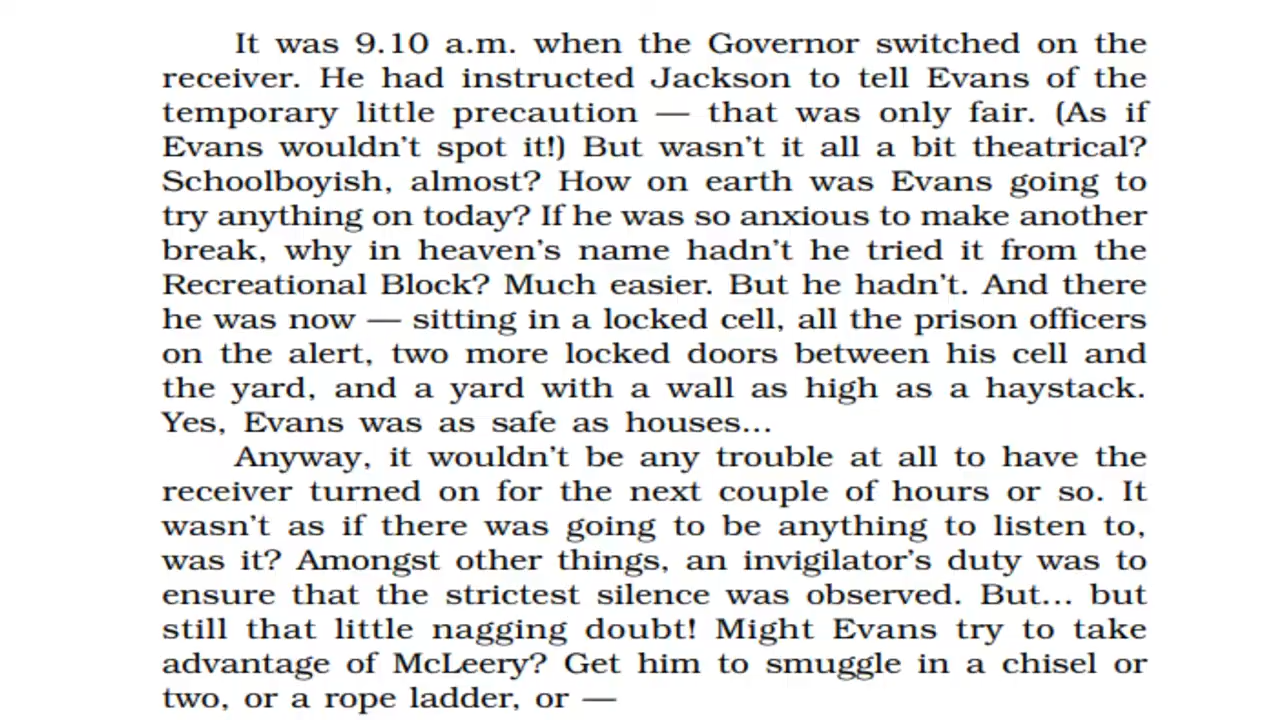 It was 9.10 a.m. when the Governor switched on the
receiver. He had instructed Jackson to tell Evans of the
temporary little precaution — that was only fair. (As if
Evans wouldn’t spot it!) But wasn’t it all a bit theatrical?
Schoolboyish, almost? How on earth was Evans going to
try anything on today? If he was so anxious to make another
break, why in heaven’s name hadn’t he tried it from the
Recreational Block? Much easier. But he hadn’t. And there
he was now — sitting in a locked cell, all the prison officers
on the alert, two more locked doors between his cell and
the yard, and a yard with a wall as high as a haystack.
Yes, Evans was as safe as houses...
Anyway, it wouldn’t be any trouble at all to have the
receiver turned on for the next couple of hours or so. It
wasn’t as if there was going to be anything to listen to,
was it? Amongst other things, an invigilator’s duty was to
ensure that the strictest silence was observed. But... but
still that little nagging doubt! Might Evans try to take
advantage of McLeery? Get him to smuggle in a chisel or
two, or a rope ladder, or —